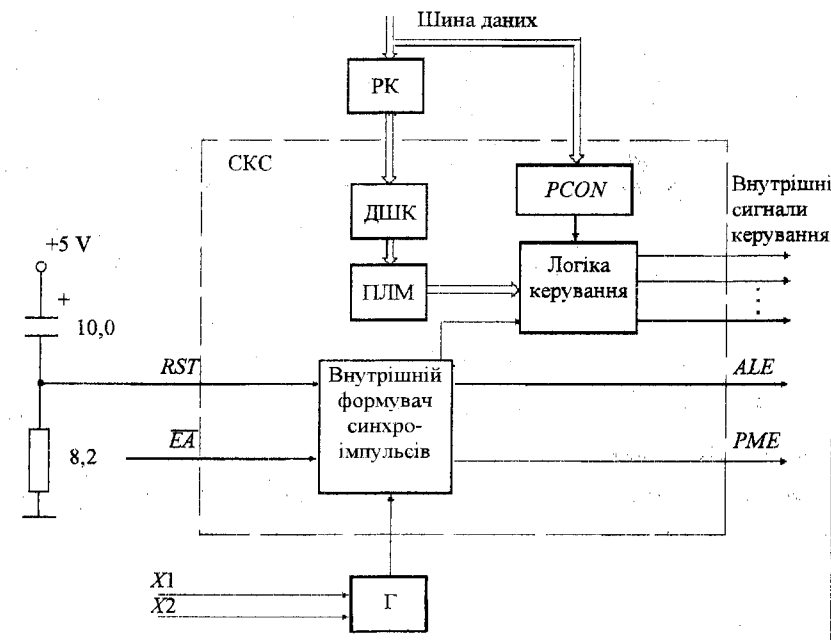 Шина даних
РК
СКС
ДШК
PCON
Внутрішні
сигнали
керування
+5 V
+
10,0
ПЛМ
Логіка
керування
RST
Внутрішній
формувач
синхро-
імпульсів
ALE
EA
8,2
PME
X1
X2
Г